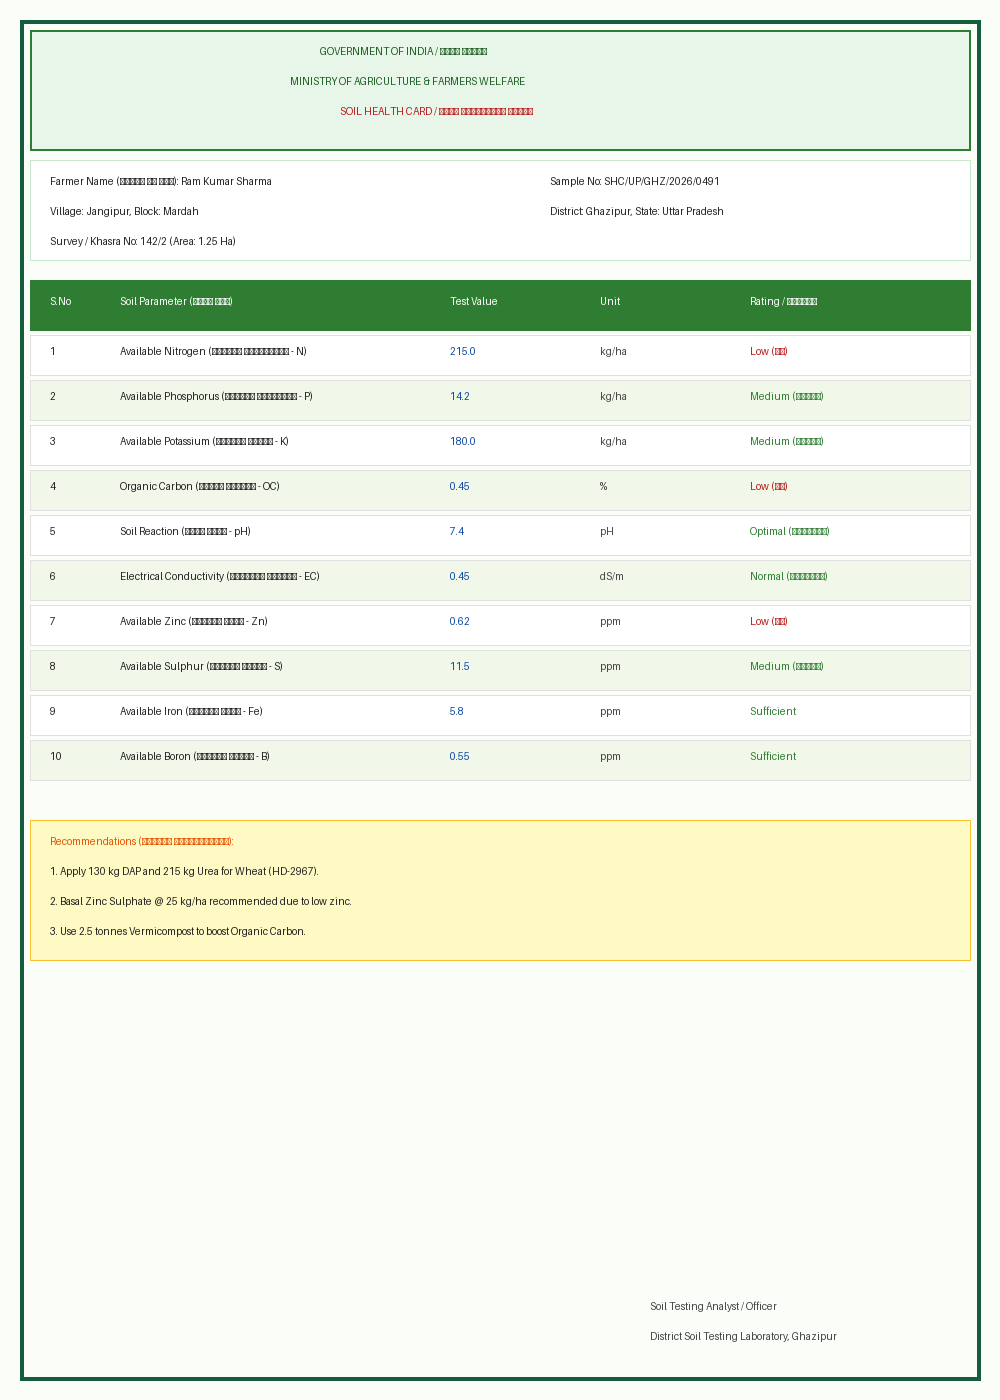 GOVERNMENT OF INDIA /
MINISTRY OF AGRICULTURE & FARMERS WELFARE
SOIL HEALTH CARD /
Farmer Name ( ): Ram Kumar Sharma Sample No: SHC/UP/GHZ/2026/0491
Village: Jangipur, Block: Mardah District: Ghazipur, State: Uttar Pradesh
Survey / Khasra No: 142/2 (Area: 1.25 Ha)
S.No Soil Parameter ( ) Test Value Unit Rating /
1 Available Nitrogen ( - N) 215.0 kg/ha Low ( )
2 Available Phosphorus ( - P) 14.2 kg/ha Medium ( )
3 Available Potassium ( - K) 180.0 kg/ha Medium ( )
4 Organic Carbon ( - OC) 0.45 % Low ( )
5 Soil Reaction ( - pH) 7.4 pH Optimal ( )
6 Electrical Conductivity ( - EC) 0.45 dS/m Normal ( )
7 Available Zinc ( - Zn) 0.62 ppm Low ( )
8 Available Sulphur ( - S) 11.5 ppm Medium ( )
9 Available Iron ( - Fe) 5.8 ppm Sufficient
10 Available Boron ( - B) 0.55 ppm Sufficient
Recommendations ( ):
1. Apply 130 kg DAP and 215 kg Urea for Wheat (HD-2967).
2. Basal Zinc Sulphate @ 25 kg/ha recommended due to low zinc.
3. Use 2.5 tonnes Vermicompost to boost Organic Carbon.
Soil Testing Analyst / Officer
District Soil Testing Laboratory, Ghazipur